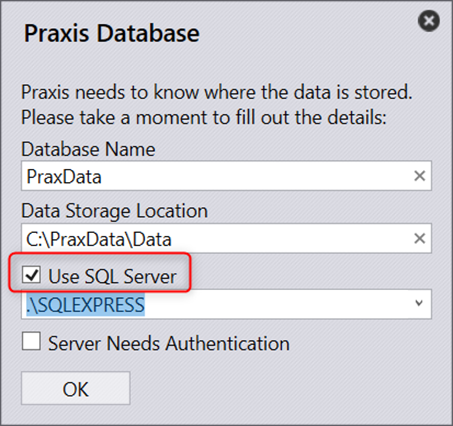 Praxis Database
Praxis needs to know where the data is stored.
Please take a moment to fill out the details:
Database Name
PraxData
Data Storage Location
C:\PraxData\Data
Use SQL Server
.\SQLEXPRESS
Server Needs Authentication
OK